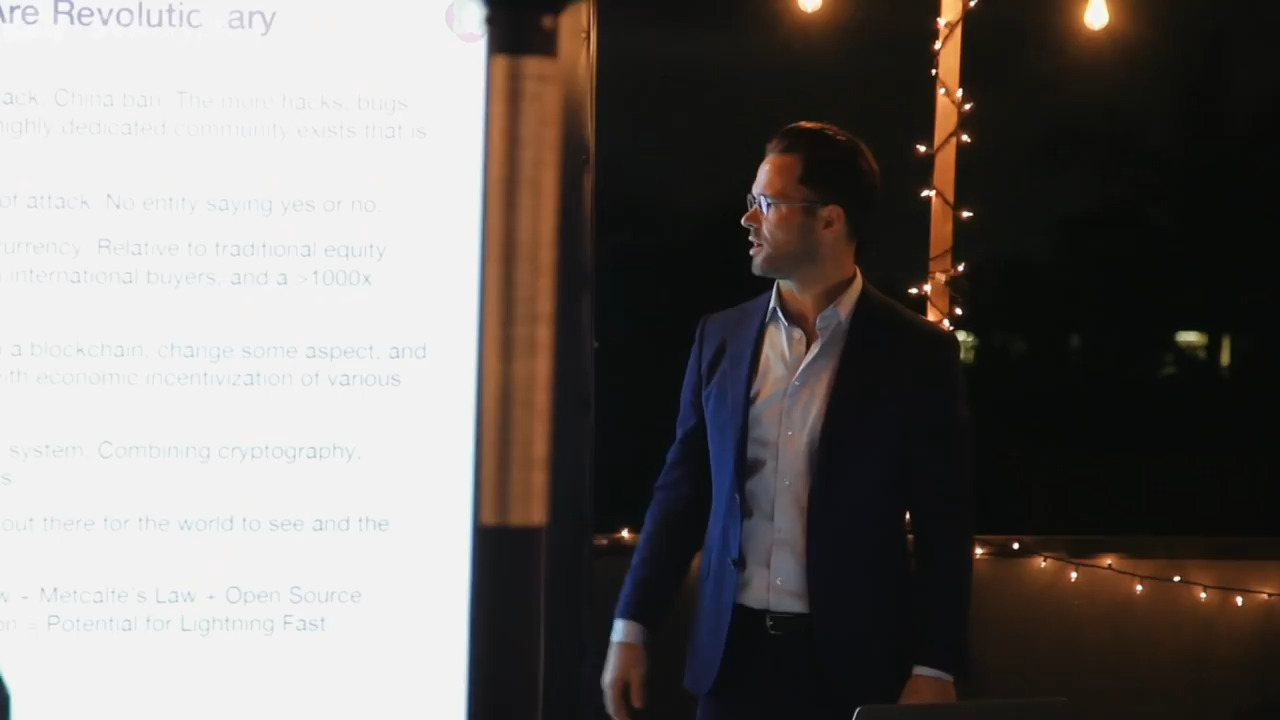 Are Revolutic ary
ack, China ban. The more hacks, bugs
highly dedicated community exists that is
of attack. No entity saying yes or no
urrency. Relative to traditional equity
international buyers, and a >1000x
a blockchain, change some aspect, and
ith economic incentivization of various
system. Combining cryptography,
s
out there for the world to see and the
w - Metcalfe's Law + Open Source
on = Potential for Lightning Fast